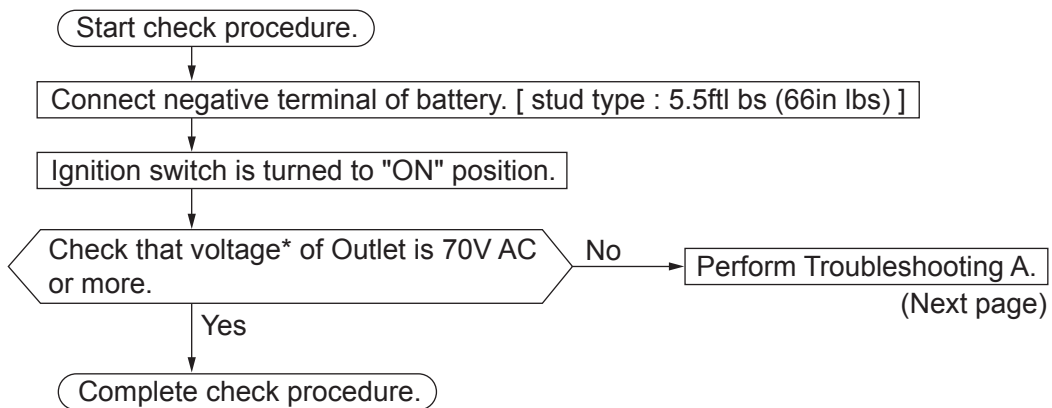 Start check procedure.
Connect negative terminal of battery. [ stud type : 5.5ftl bs (66in lbs) ]
Ignition switch is turned to "ON" position.
Check that voltage* of Outlet is 70V AC
or more.
No
Perform Troubleshooting A.
(Next page)
Yes
Complete check procedure.